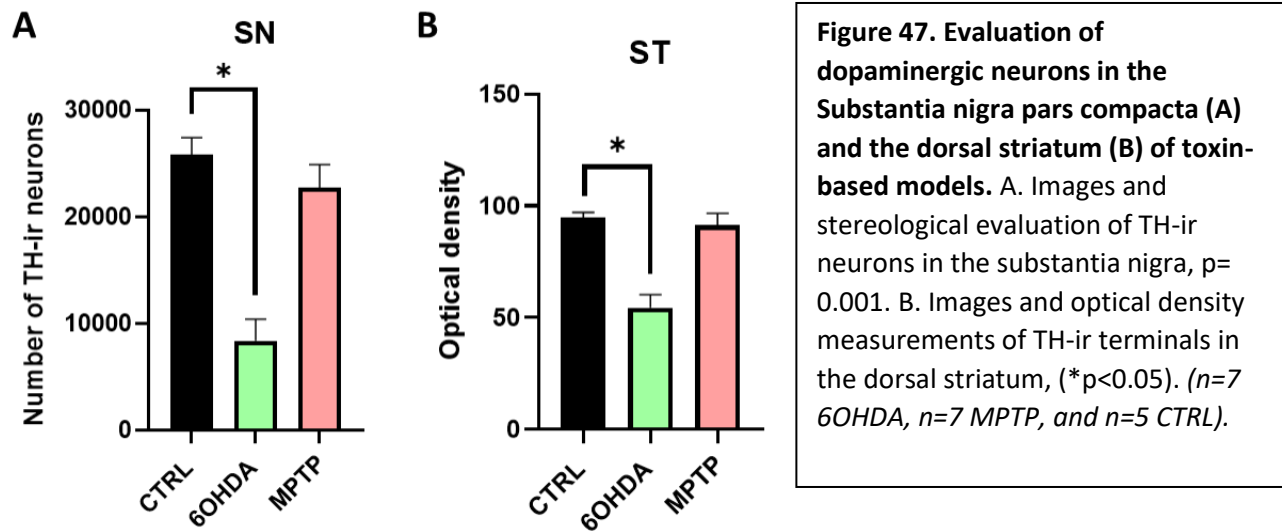 A
SN
*
Number of TH-ir neurons
30000
20000
10000
0
CTRL
6OHDA
MPTP
B
ST
*
Optical density
150
100
50
0
CTRL
6OHDA
MPTP
Figure 47. Evaluation of
dopaminergic neurons in the
Substantia nigra pars compacta (A)
and the dorsal striatum (B) of toxin-
based models. A. Images and
stereological evaluation of TH-ir
neurons in the substantia nigra, p=
0.001. B. Images and optical density
measurements of TH-ir terminals in
the dorsal striatum, (*p<0.05). (n=7
6OHDA, n=7 MPTP, and n=5 CTRL).